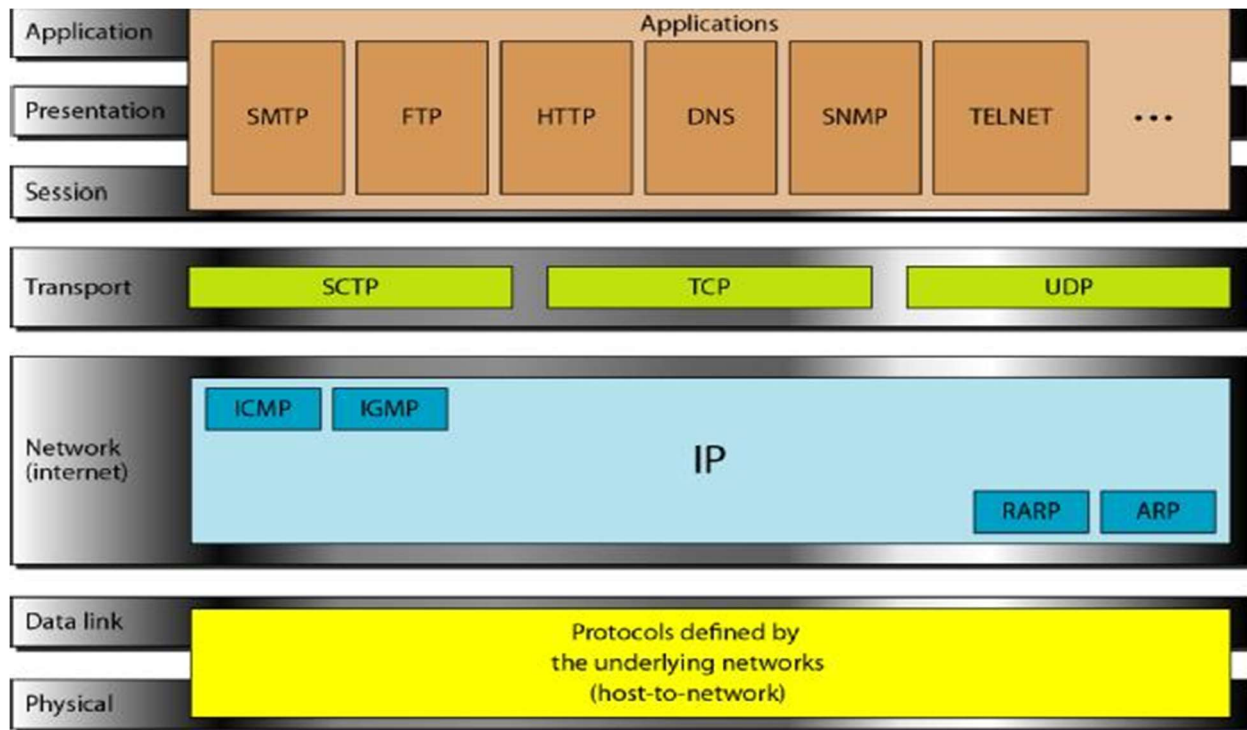 Application
Applications
Presentation
SMTP
FTP
HTTP
DNS
SNMP
TELNET
...
Session
Transport
SCTP
TCP
UDP
Network
(internet)
ICMP
IGMP
IP
RARP
ARP
Data link
Protocols defined by
the underlying networks
(host-to-network)
Physical